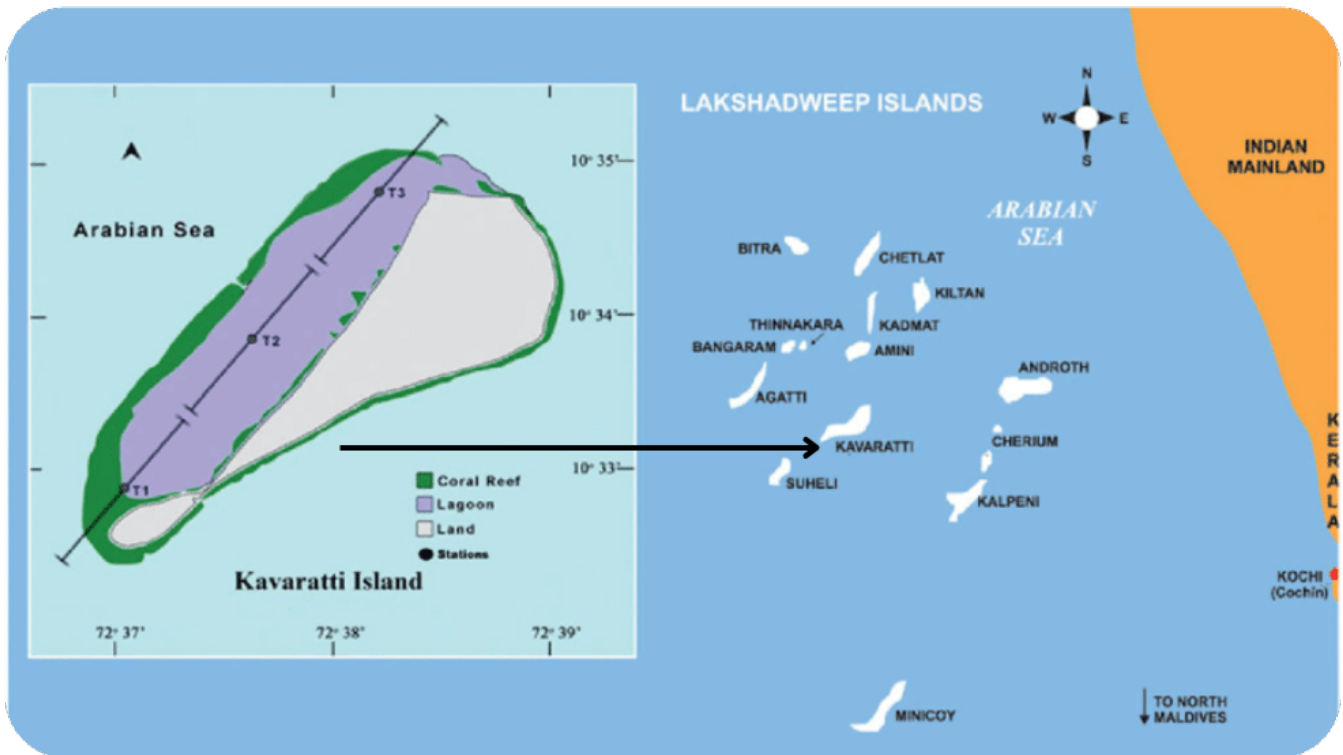 LAKSHADWEEP ISLANDS
N
W
E
S
INDIAN
MAINLAND
ARABIAN
SEA
BITRA
CHETLAT
KILTAN
THINNAKARA
KADMAT
BANGARAM
AMINI
ANDROTH
AGATTI
KAVARATTI
CHERIUM
SUHELI
KALPENI
KERALA
KOCHI
(Cochin)
MINICOY
TO NORTH
MALDIVES
10° 35'
T3
Arabian Sea
10° 34'
T2
10° 33'
T1
Coral Reef
Lagoon
Land
Stations
Kavaratti Island
72° 37'
72° 38'
72° 39'